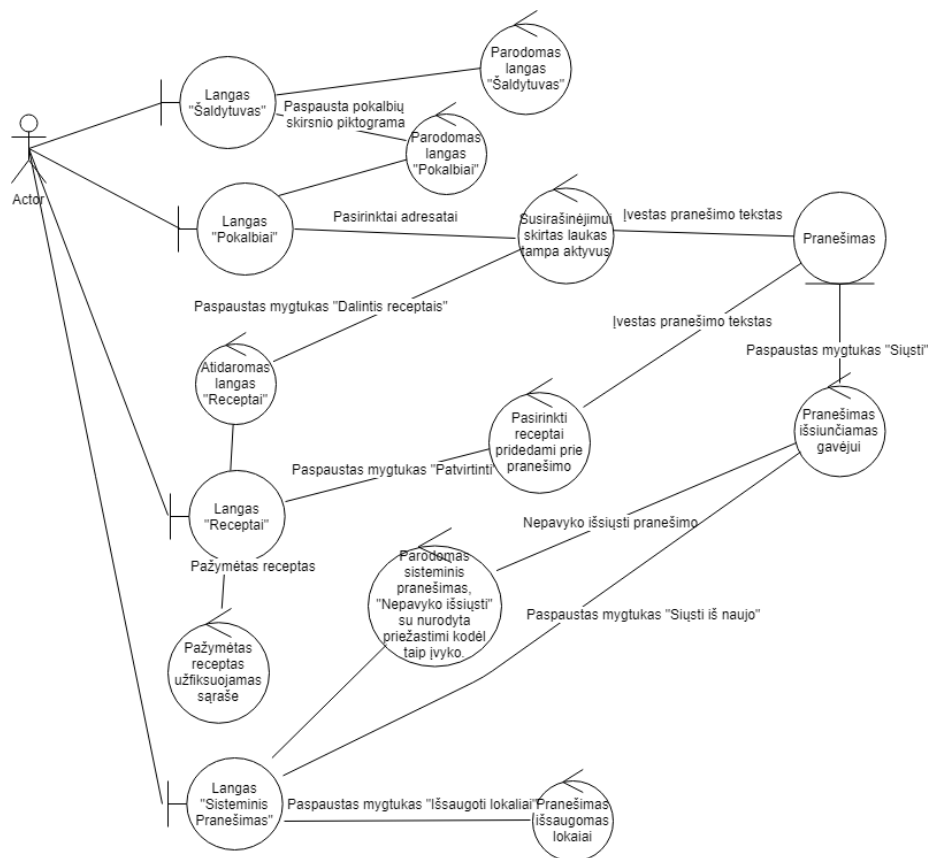 Parodomas
langas
"Šaldytuvas"
Langas
"Šaldytuvas"
Paspausta pokalbių
skirsnio piktograma
Parodomas
langas
"Pokalbiai"
Actor
Langas
"Pokalbiai"
Pasirinktai adresatai
Susirašinėjimui
skirtas laukas
tampa aktyvus
Įvestas pranešimo tekstas
Pranešimas
Paspaustas mygtukas "Dalintis receptais"
Įvestas pranešimo tekstas
Paspaustas mygtukas "Siųsti"
Atidaromas
langas
"Receptai"
Pasirinkti
receptai
pridedami prie
pranešimo
Pranešimas
išsiunčiamas
gavėjui
Paspaustas mygtukas "Patvirtinti"
Langas
"Receptai"
Nepavyko išsiųsti pranešimo
Pažymėtas receptas
Parodomas
sisteminis
pranešimas,
"Nepavyko išsiųsti"
su nurodyta
priežastimi kodėl
taip įvyko.
Paspaustas mygtukas "Siųsti iš naujo"
Pažymėtas
receptas
užfiksuojamas
sąraše
Langas
"Sisteminis
Pranešimas"
Paspaustas mygtukas "Išsaugoti lokaliai"
Pranešimas
išsaugomas
lokaiai